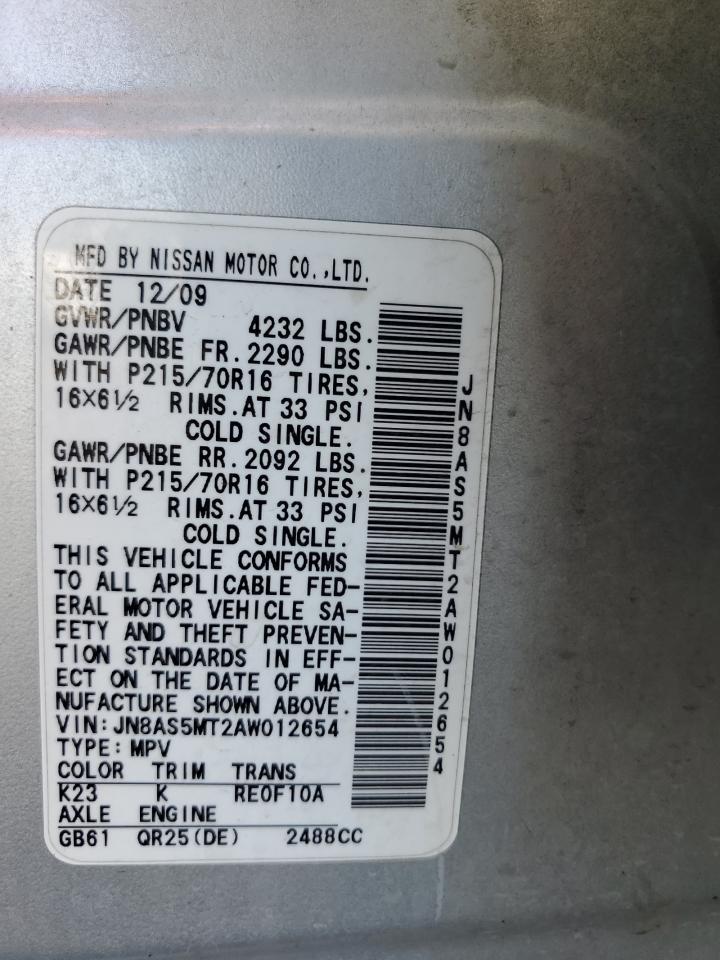 MFD BY NISSAN MOTOR CO.,LTD.
DATE 12/09
GVWR/PNBV 4232 LBS.
GAWR/PNBE FR. 2290 LBS.
WITH P215/70R16 TIRES,
16X6½ RIMS. AT 33 PSI
COLD SINGLE.
GAWR/PNBE RR. 2092 LBS.
WITH P215/70R16 TIRES,
16X6½ RIMS. AT 33 PSI
COLD SINGLE.
THIS VEHICLE CONFORMS
TO ALL APPLICABLE FED-
ERAL MOTOR VEHICLE SA-
FETY AND THEFT PREVEN-
TION STANDARDS IN EFF-
ECT ON THE DATE OF MA-
NUFACTURE SHOWN ABOVE.
VIN:JN8AS5MT2AW012654
TYPE:MPV
COLOR TRIM TRANS
K23 K RE0F10A
AXLE ENGINE
GB61 QR25(DE) 2488CC
JN8AS5MT2AW012654